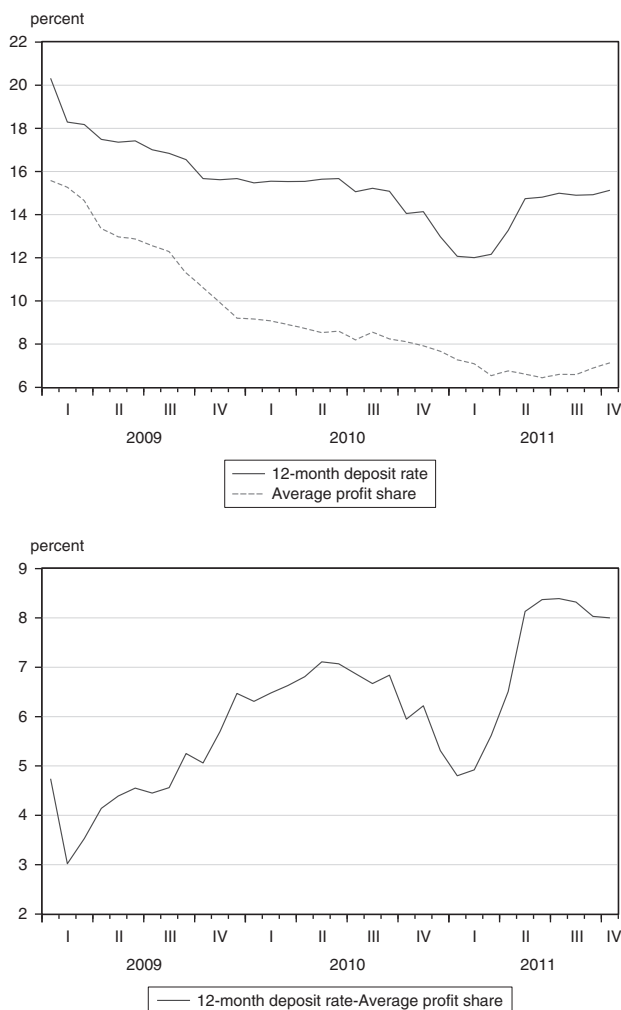 percent
22
20
18
16
14
12
10
8
6
I II III IV I II III IV I II III IV
2009 2010 2011
12-month deposit rate
Average profit share
percent
9
8
7
6
5
4
3
2
I II III IV I II III IV I II III IV
2009 2010 2011
12-month deposit rate-Average profit share